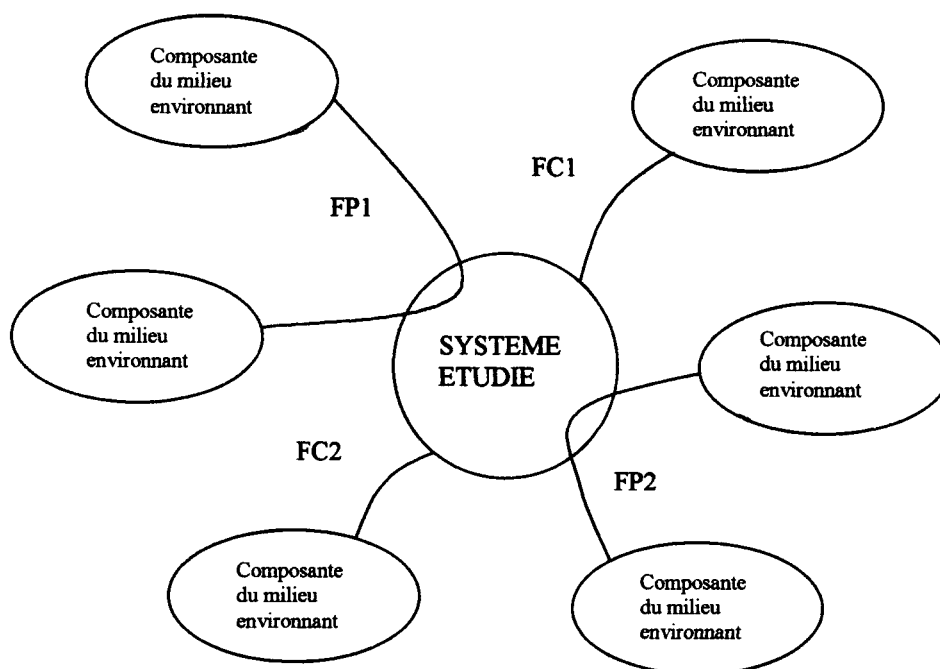 Composante
du milieu
environnant
Composante
du milieu
environnant
FC1
FP1
Composante
du milieu
environnant
SYSTEME
ETUDIE
Composante
du milieu
environnant
FC2
FP2
Composante
du milieu
environnant
Composante
du milieu
environnant